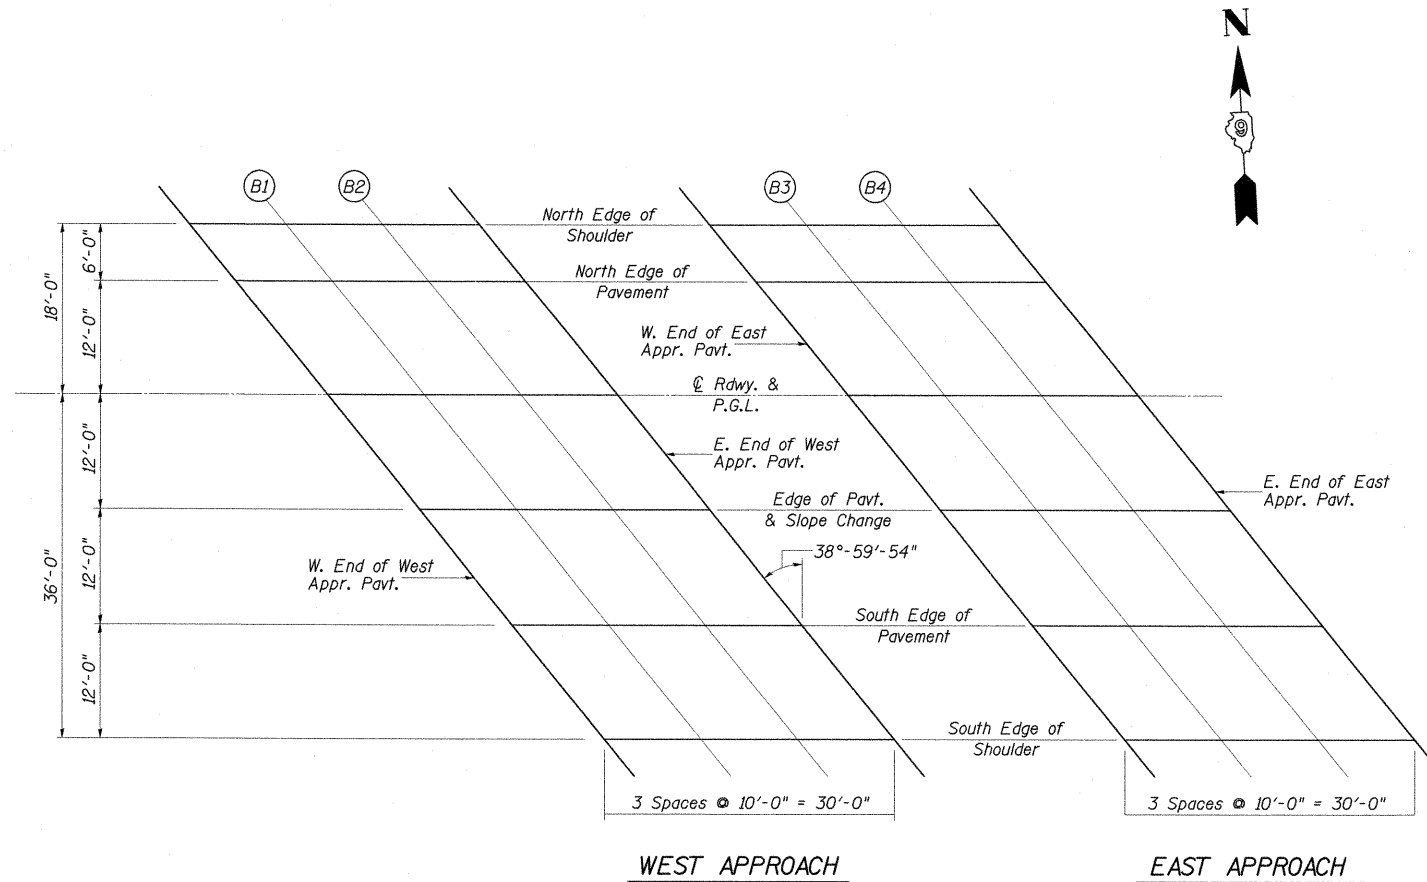 N
9
B1
B2
B3
B4
North Edge of
Shoulder
North Edge of
Pavement
W. End of East
Appr. Pavt.
℄ Rdwy. &
P.G.L.
E. End of West
Appr. Pavt.
Edge of Pavt.
& Slope Change
E. End of East
Appr. Pavt.
38°-59'-54"
W. End of West
Appr. Pavt.
South Edge of
Pavement
South Edge of
Shoulder
18'-0"
6'-0"
12'-0"
36'-0"
12'-0"
12'-0"
12'-0"
3 Spaces @ 10'-0" = 30'-0"
3 Spaces @ 10'-0" = 30'-0"
WEST APPROACH
EAST APPROACH